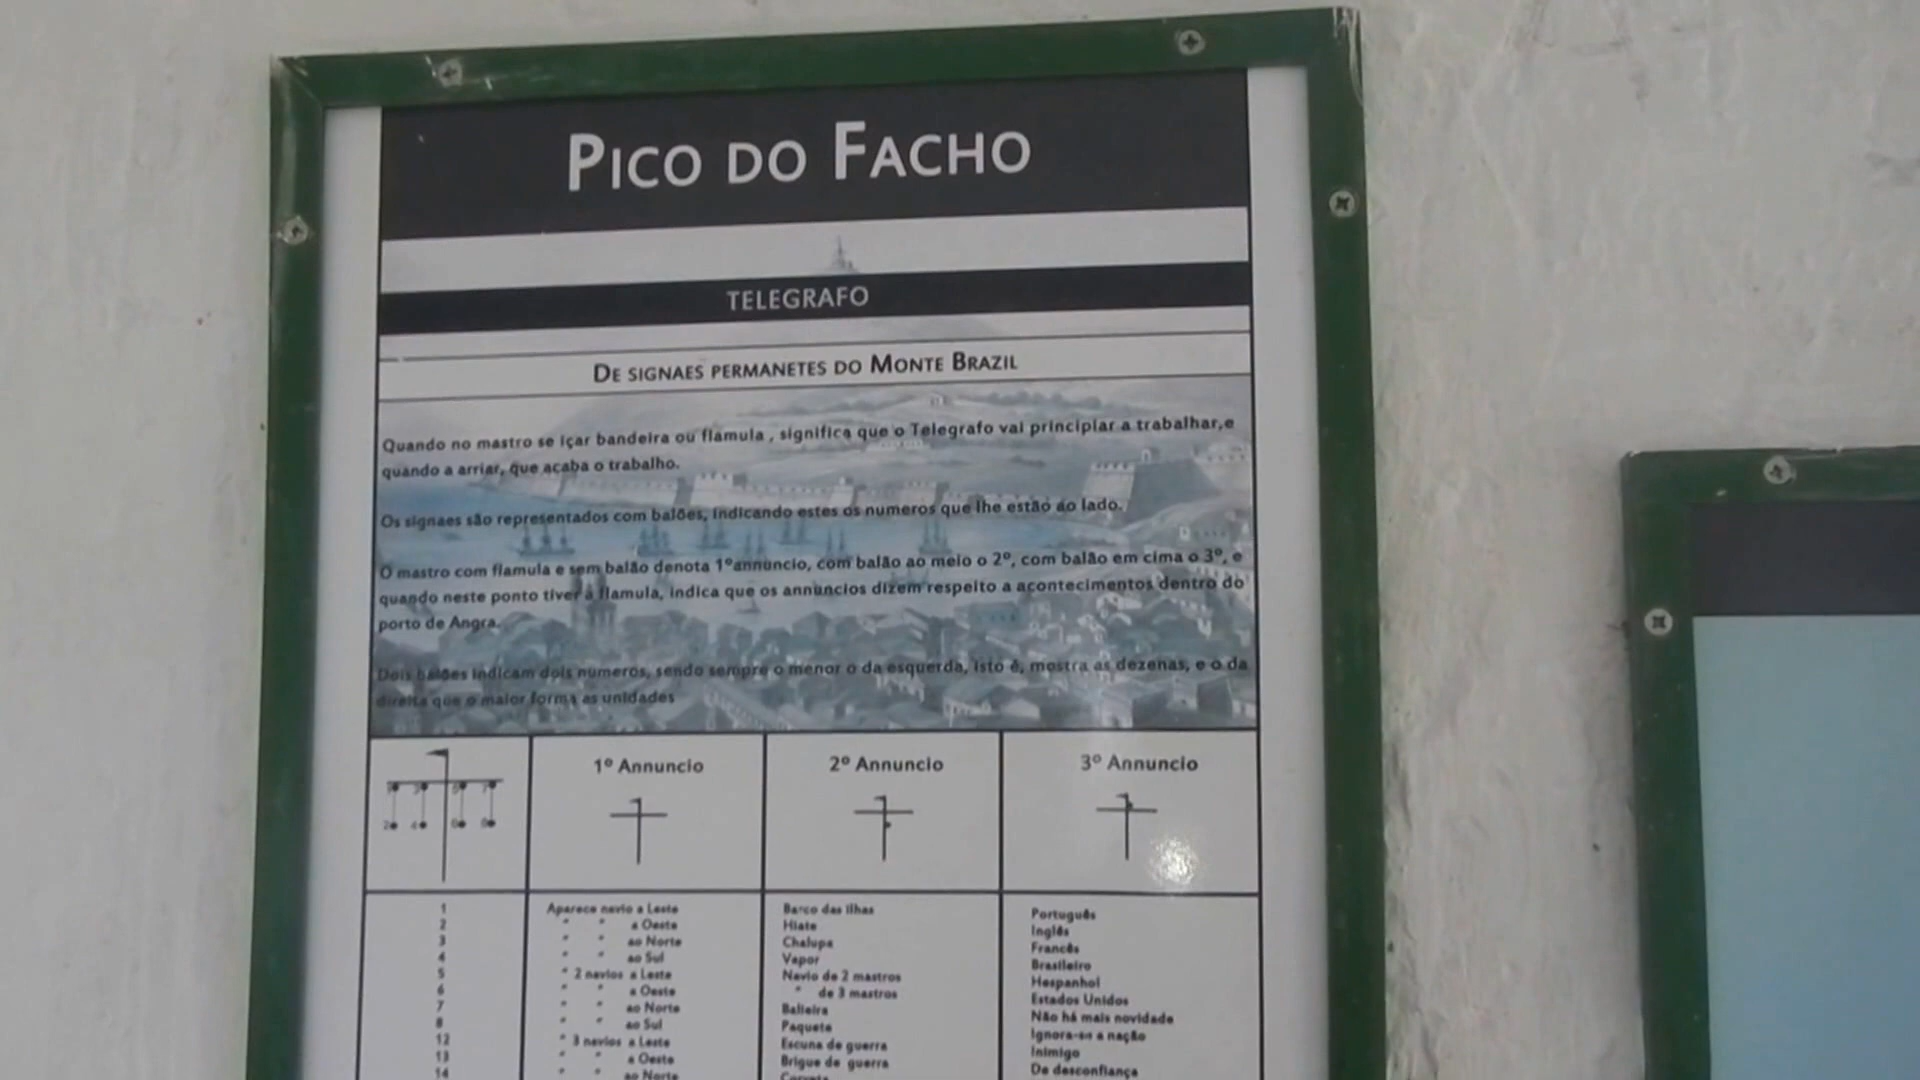 PICO DO FACHO
TELEGRAFO
DE SIGNAES PERMANETES DO MONTE BRAZIL
Quando no mastro se içar bandeira ou flamula , significa que o Telegrafo vai principiar a trabalhar,e
quando a arriar, que acaba o trabalho.
Os signaes são representados com balões, indicando estes os numeros que lhe estão ao lado.
O mastro com flamula e sem balão denota 1ºannuncio, com balão ao meio o 2º, com balão em cima o 3º, e
quando neste ponto tiver a flamula, indica que os annuncios dizem respeito a acontecimentos dentro do
porto de Angra.
Dois balões indicam dois numeros, sendo sempre o menor o da esquerda, isto é, mostra as dezenas, e o da
direita que o maior forma as unidades
1º Annuncio 2º Annuncio 3º Annuncio
1 Aparece navio a Leste Barco das ilhas Português
2 " " a Oeste Hiate Inglês
3 " " ao Norte Chalupa Francês
4 " " ao Sul Vapor Brasileiro
5 " 2 navios a Leste Navio de 2 mastros Hespanhol
6 " " a Oeste " de 3 mastros Estados Unidos
7 " " ao Norte Balieira Não há mais novidade
8 " " ao Sul Paquete Ignora-se a nação
12 " 3 navios a Leste Escuna de guerra Inimigo
13 " " a Oeste Brigue de guerra De desconfiança
14 " " ao Norte